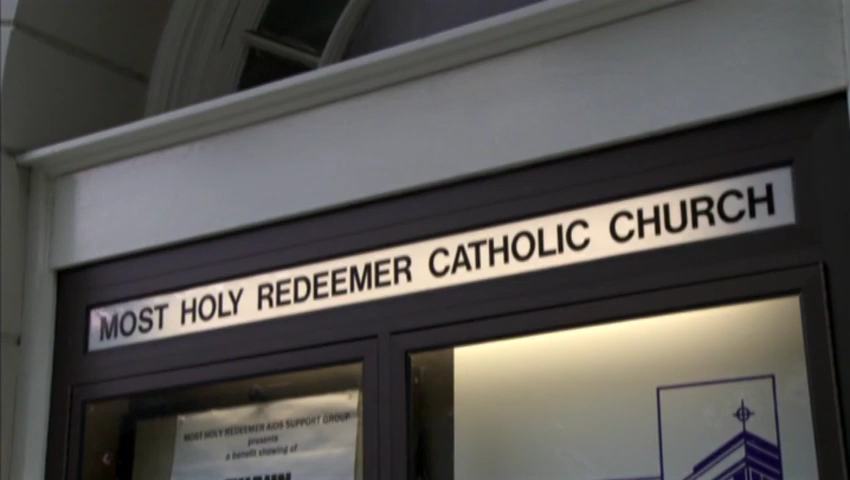 MOST HOLY REDEEMER CATHOLIC CHURCH
MOST HOLY REDEEMER AIDS SUPPORT GROUP
presents
a benefit showing of